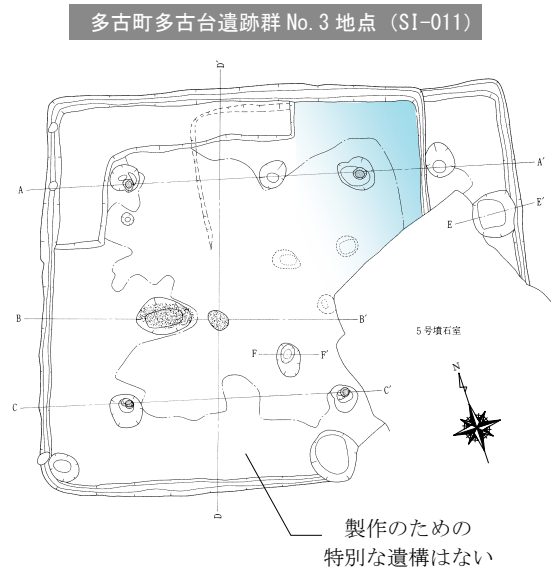 多古町多古台遺跡群 No.3 地点（SI-011）
D′
A
A′
E
E′
B
B′
5号墳石室
F
F′
N
C
C′
D
製作のための
特別な遺構はない